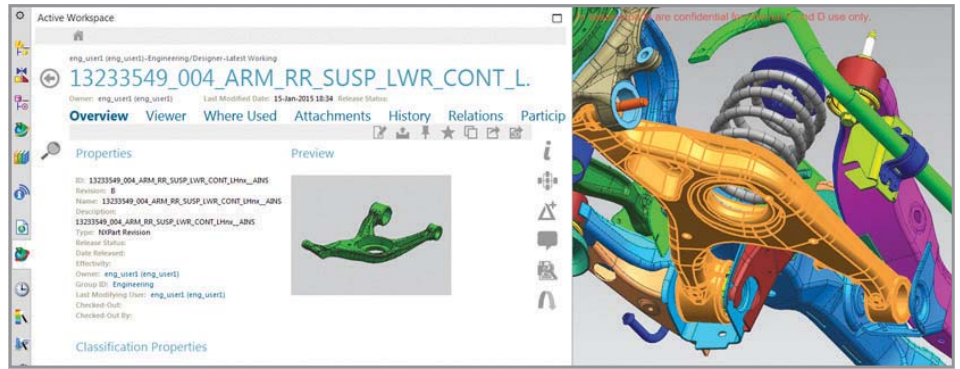 Active Workspace
are confidential for
D use only.
eng_user1 (eng_user1)-Engineering/Designer-Latest Working
13233549_004_ARM_RR_SUSP_LWR_CONT_L.
Owner: eng_user1 (eng_user1) Last Modified Date: 15-Jan-2015 18:34 Release Status:
Overview Viewer Where Used Attachments History Relations Particip
Properties
Preview
ID: 13233549_004_ARM_RR_SUSP_LWR_CONT_LHnx__AINS
Revision: B
Name: 13233549_004_ARM_RR_SUSP_LWR_CONT_LHnx__AINS
Description:
13233549_004_ARM_RR_SUSP_LWR_CONT_LHnx__AINS
Type: NXPart Revision
Release Status:
Date Released:
Effectivity:
Owner: eng_user1 (eng_user1)
Group ID: Engineering
Last Modifying User: eng_user1 (eng_user1)
Checked-Out:
Checked-Out By:
Classification Properties